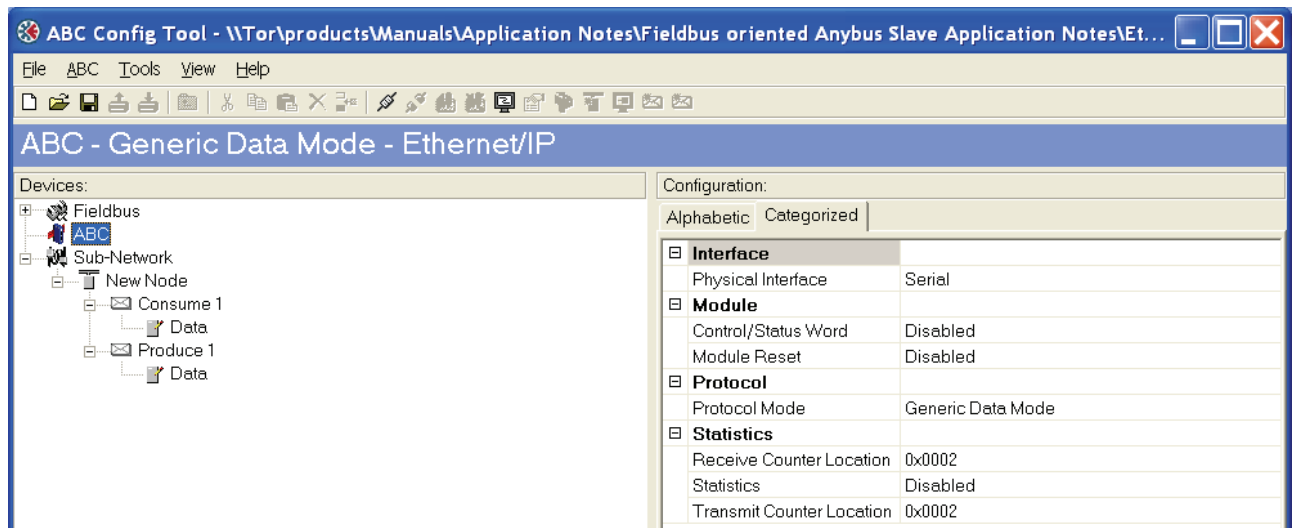 ABC Config Tool - \\Tor\products\Manuals\Application Notes\Fieldbus oriented Anybus Slave Application Notes\Et...
File ABC Tools View Help
ABC - Generic Data Mode - Ethernet/IP
Devices:
Fieldbus
ABC
Sub-Network
New Node
Consume 1
Data
Produce 1
Data
Configuration:
Alphabetic Categorized
Interface
Physical Interface Serial
Module
Control/Status Word Disabled
Module Reset Disabled
Protocol
Protocol Mode Generic Data Mode
Statistics
Receive Counter Location 0x0002
Statistics Disabled
Transmit Counter Location 0x0002